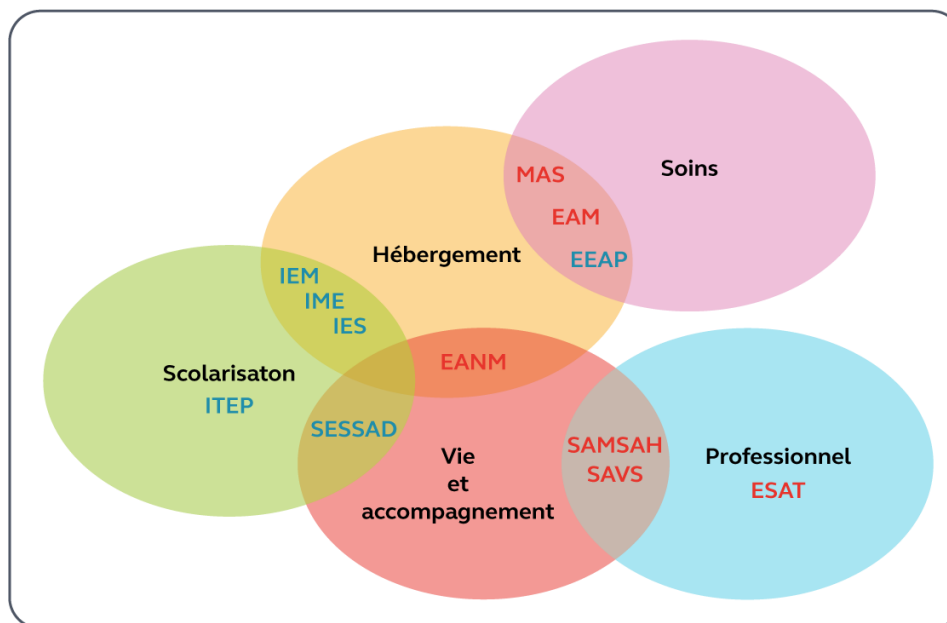 Soins
MAS
EAM
EEAP
Hébergement
IEM
IME
IES
EANM
Scolarisaton
ITEP
SESSAD
Vie
et
accompagnement
SAMSAH
SAVS
Professionnel
ESAT